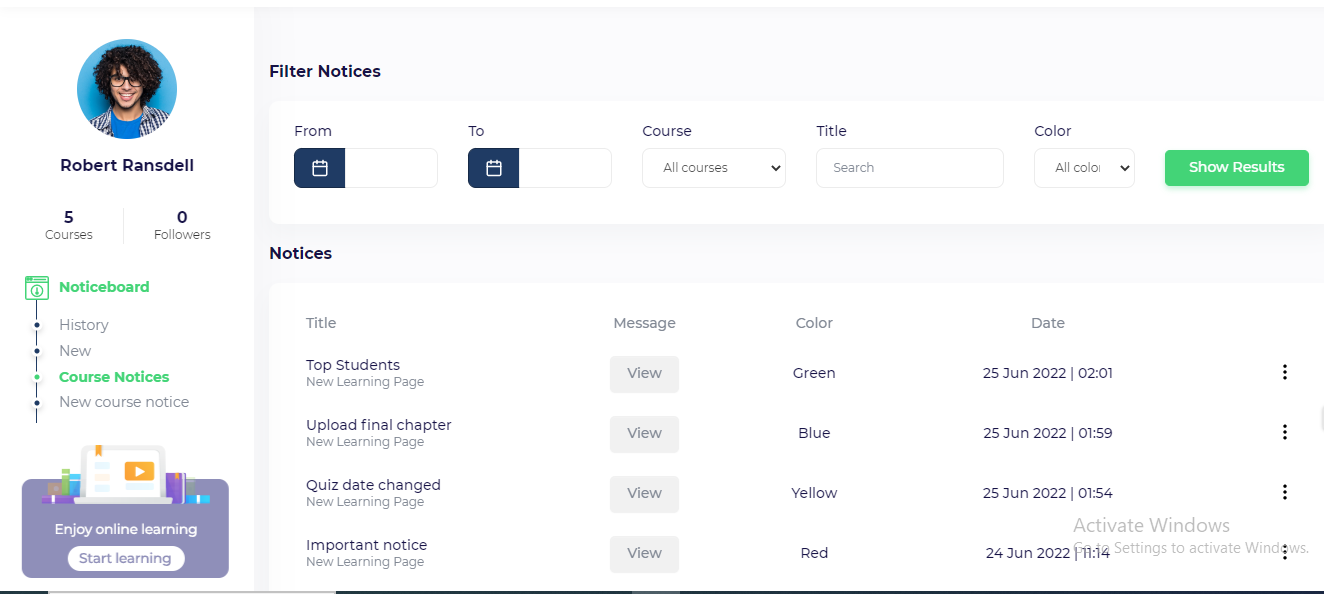 Robert Ransdell
5 0
Courses Followers
Noticeboard
History
New
Course Notices
New course notice
Enjoy online learning
Start learning
Filter Notices
From To Course Title Color
All courses Search All color Show Results
Notices
Title Message Color Date
Top Students
New Learning Page
View Green 25 Jun 2022 | 02:01
Upload final chapter
New Learning Page
View Blue 25 Jun 2022 | 01:59
Quiz date changed
New Learning Page
View Yellow 25 Jun 2022 | 01:54
Important notice
New Learning Page
View Red 24 Jun 2022 | 11:14
Activate Windows
Go to Settings to activate Windows.